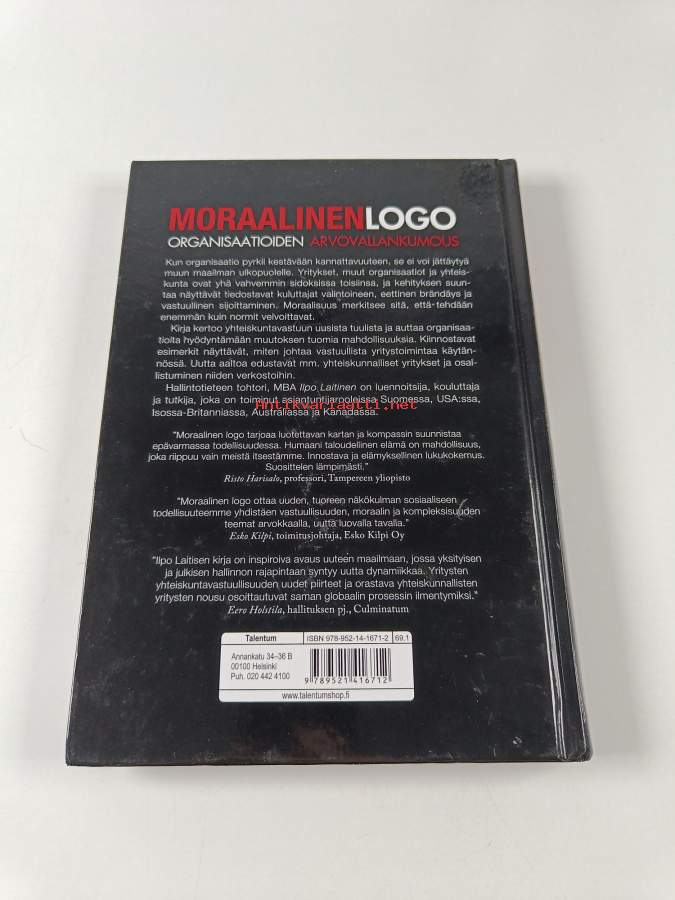 MORAALINENLOGO
ORGANISAATIOIDEN ARVOVALLANKUMOUS
Kun organisaatio pyrkii kestävään kannattavuuteen, se ei voi jättäytyä
muun maailman ulkopuolelle. Yritykset, muut organisaatiot ja yhteis-
kunta ovat yhä vahvemmin sidoksissa toisiinsa, ja kehityksen suun-
taa näyttävät tiedostavat kuluttajat valintoineen, eettinen brändäys ja
vastuullinen sijoittaminen. Moraalisuus merkitsee sitä, että tehdään
enemmän kuin normit velvoittavat.
Kirja kertoo yhteiskuntavastuun uusista tuulista ja auttaa organisaa-
tioita hyödyntämään muutoksen tuomia mahdollisuuksia. Kiinnostavat
esimerkit näyttävät, miten johtaa vastuullista yritystoimintaa käytän-
nössä. Uutta aaltoa edustavat mm. yhteiskunnalliset yritykset ja osal-
listuminen niiden verkostoihin.
Hallintotieteen tohtori, MBA Ilpo Laitinen on luennoitsija, kouluttaja
ja tutkija, joka on toiminut asiantuntijarooleissa Suomessa, USA:ssa,
Antikvariaatti.net
Isossa-Britanniassa, Australiassa ja Kanadassa.
"Moraalinen logo tarjoaa luotettavan kartan ja kompassin suunnistaa
epävarmassa todellisuudessa. Humaani taloudellinen elämä on mahdollisuus,
joka riippuu vain meistä itsestämme. Innostava ja elämyksellinen lukukokemus.
Suosittelen lämpimästi."
Risto Harisalo, professori, Tampereen yliopisto
"Moraalinen logo ottaa uuden, tuoreen näkökulman sosiaaliseen
todellisuuteemme yhdistäen vastuullisuuden, moraalin ja kompleksisuuden
teemat arvokkaalla, uutta luovalla tavalla."
Esko Kilpi, toimitusjohtaja, Esko Kilpi Oy
"Ilpo Laitisen kirja on inspiroiva avaus uuteen maailmaan, jossa yksityisen
ja julkisen hallinnon rajapintaan syntyy uutta dynamiikkaa. Yritysten
yhteiskuntavastuullisuuden uudet piirteet ja orastava yhteiskunnallisten
yritysten nousu osoittautuvat saman globaalin prosessin ilmentymiksi."
Eero Holstila, hallituksen pj., Culminatum
Talentum ISBN 978-952-14-1671-2 69.1
Annankatu 34–36 B
00100 Helsinki
Puh. 020 442 4100
9 789521 416712
www.talentumshop.fi